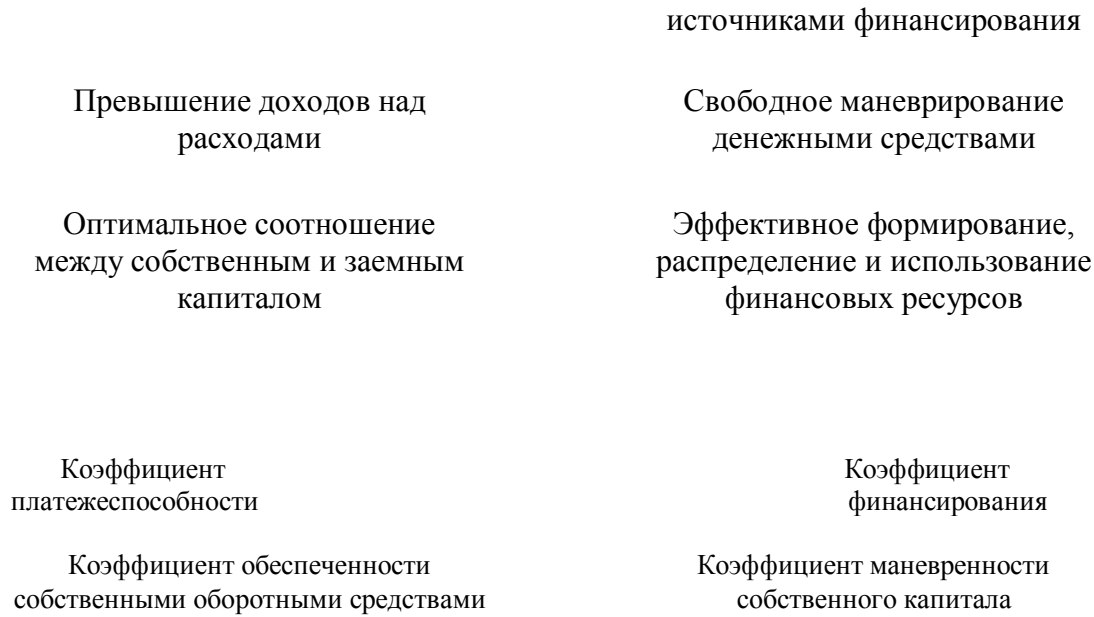 источниками финансирования
Превышение доходов над
расходами
Свободное маневрирование
денежными средствами
Оптимальное соотношение
между собственным и заемным
капиталом
Эффективное формирование,
распределение и использование
финансовых ресурсов
Коэффициент
платежеспособности
Коэффициент
финансирования
Коэффициент обеспеченности
собственными оборотными средствами
Коэффициент маневренности
собственного капитала